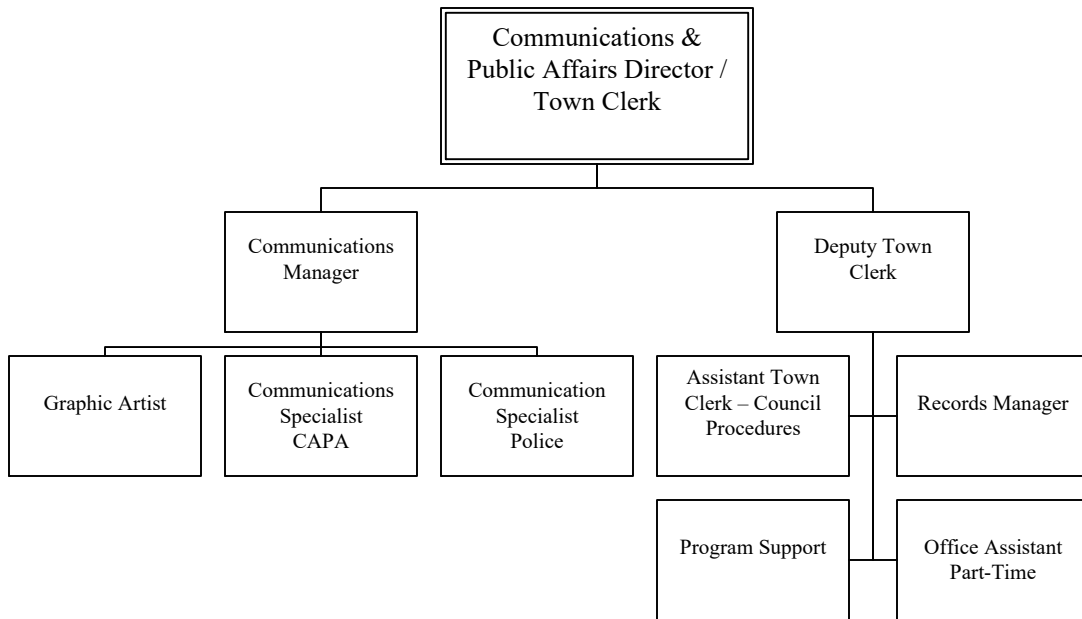 Communications &
Public Affairs Director /
Town Clerk
Communications
Manager
Deputy Town
Clerk
Graphic Artist
Communications
Specialist
CAPA
Communication
Specialist
Police
Assistant Town
Clerk – Council
Procedures
Records Manager
Program Support
Office Assistant
Part-Time